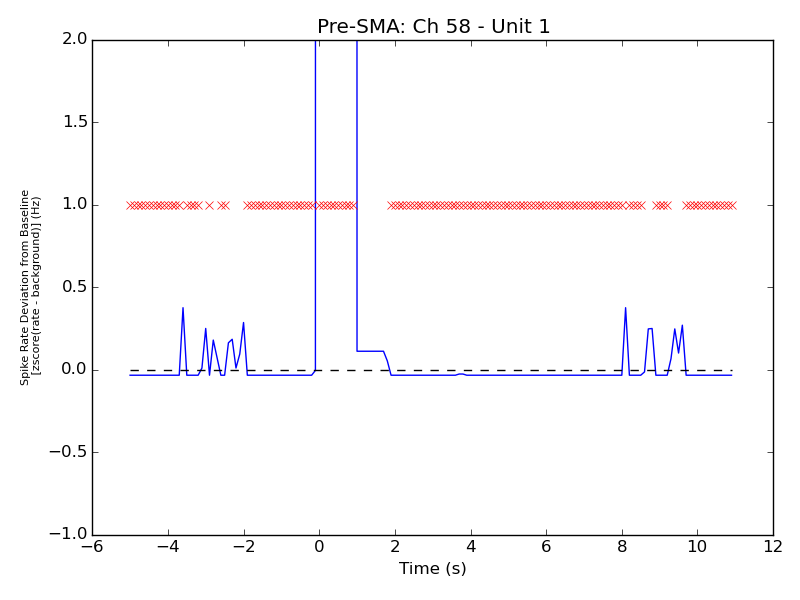 Pre-SMA: Ch 58 - Unit 1
2.0
1.5
1.0
0.5
0.0
−0.5
−1.0
Spike Rate Deviation from Baseline
[zscore(rate - background)] (Hz)
−6 −4 −2 0 2 4 6 8 10 12
Time (s)